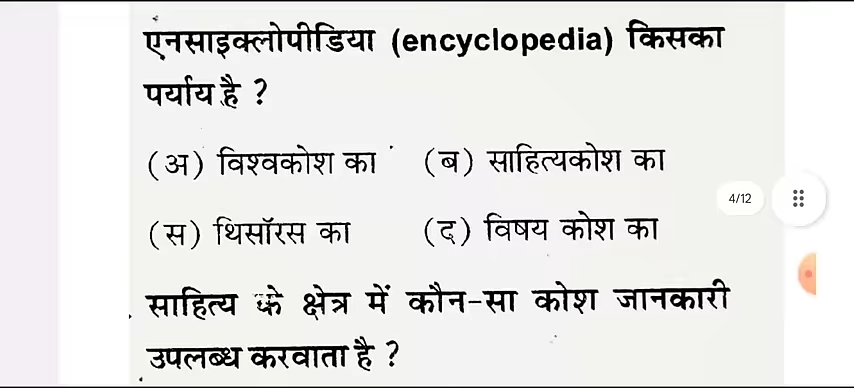 एनसाइक्लोपीडिया (encyclopedia) किसका
पर्याय है ?
(अ) विश्वकोश का (ब) साहित्यकोश का
4/12
(स) थिसॉरस का (द) विषय कोश का
साहित्य के क्षेत्र में कौन-सा कोश जानकारी
उपलब्ध करवाता है ?